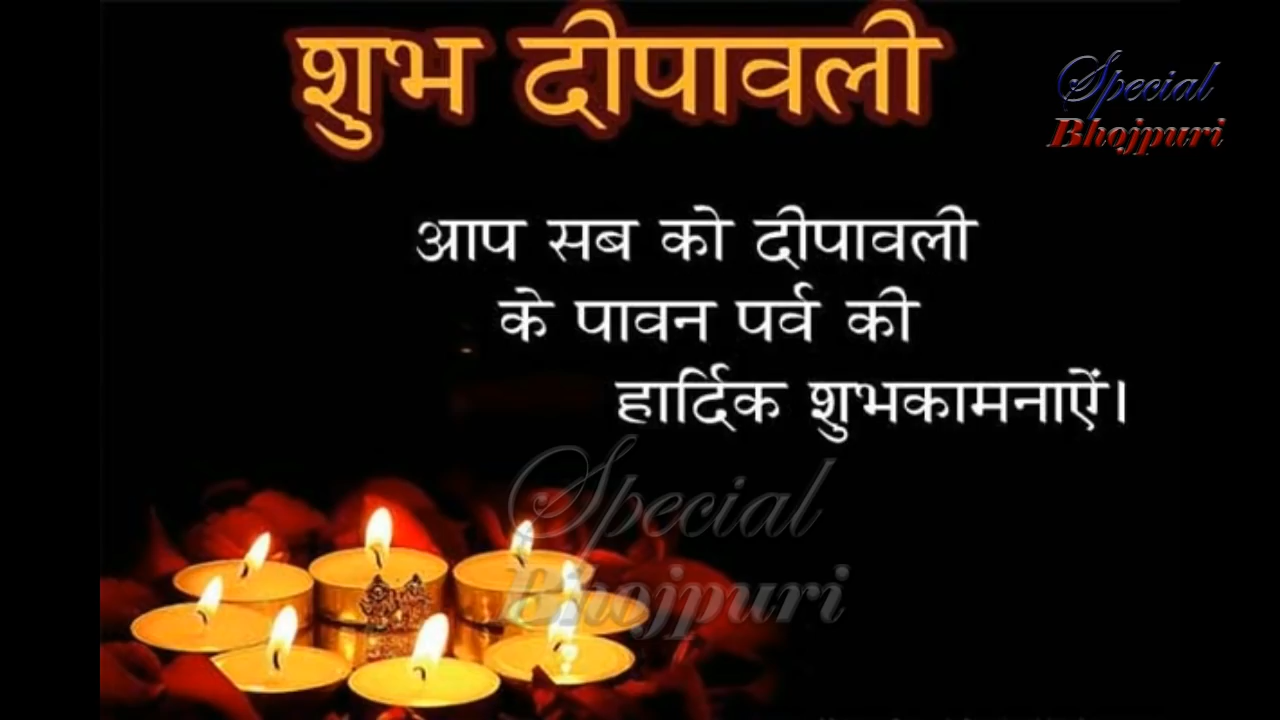 शुभ दीपावली
Special
Bhojpuri
आप सब को दीपावली
के पावन पर्व की
हार्दिक शुभकामनाऐं।
Special
Bhojpuri